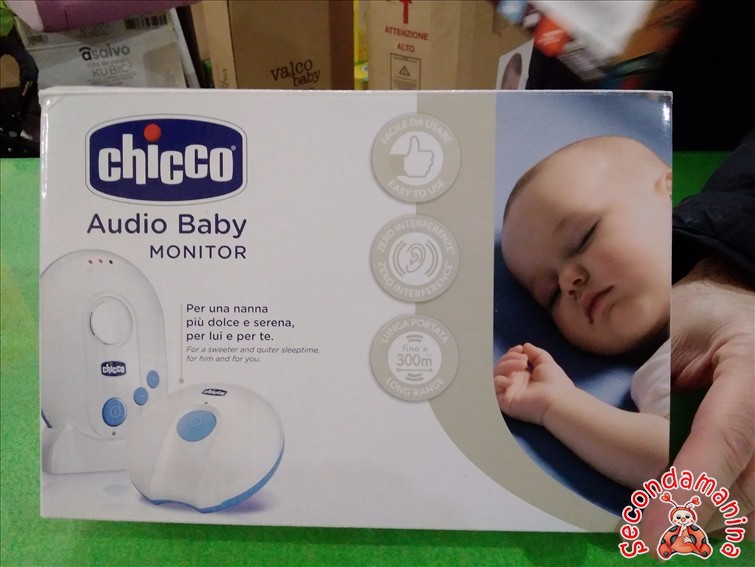 asalvo
KUBIC
valco
baby
ATTENZIONE
ALTO
chicco
Audio Baby
MONITOR
FACILE DA USARE
EASY TO USE
ZERO INTERFERENZE
ZERO INTERFERENCE
LUNGA PORTATA
fino a
300m
LONG RANGE
Per una nanna
più dolce e serena,
per lui e per te.
For a sweeter and quiter sleeptime,
for him and for you.
chicco
chicco
secondamanina